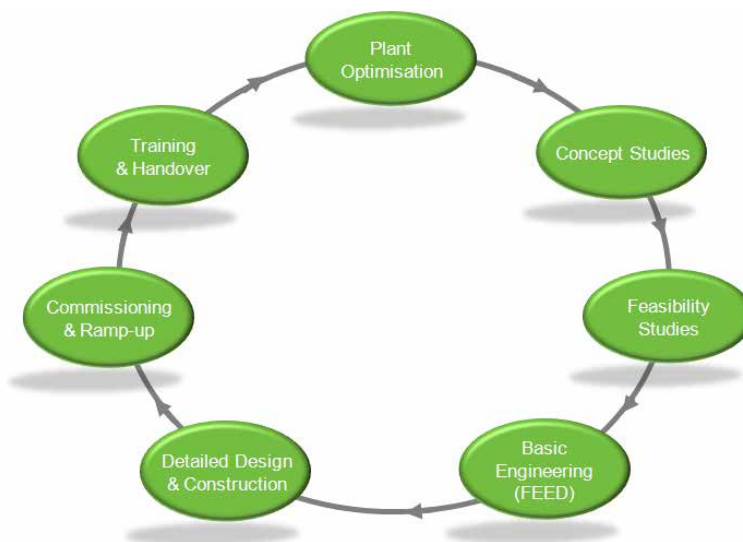 Plant
Optimisation
Concept Studies
Feasibility
Studies
Basic
Engineering
(FEED)
Detailed Design
& Construction
Commissioning
& Ramp-up
Training
& Handover